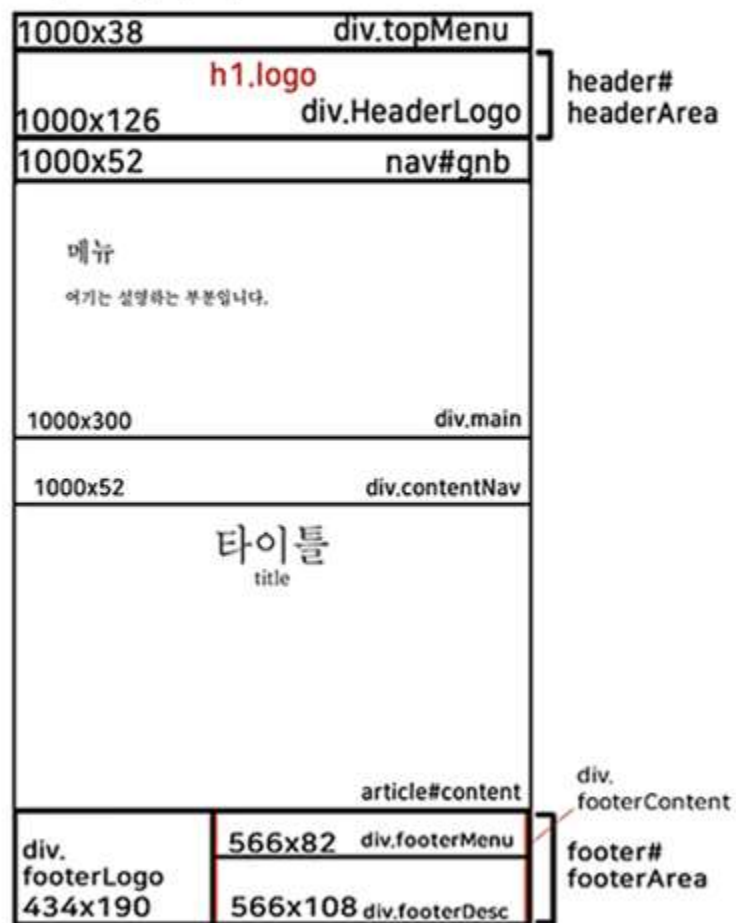 1000x38 div.topMenu
h1.logo
1000x126 div.HeaderLogo
header#
headerArea
1000x52 nav#gnb
메뉴
여기는 설명하는 부분입니다.
1000x300 div.main
1000x52 div.contentNav
타이틀
title
article#content
div.
footerContent
div.
footerLogo
434x190
566x82 div.footerMenu
566x108 div.footerDesc
footer#
footerArea